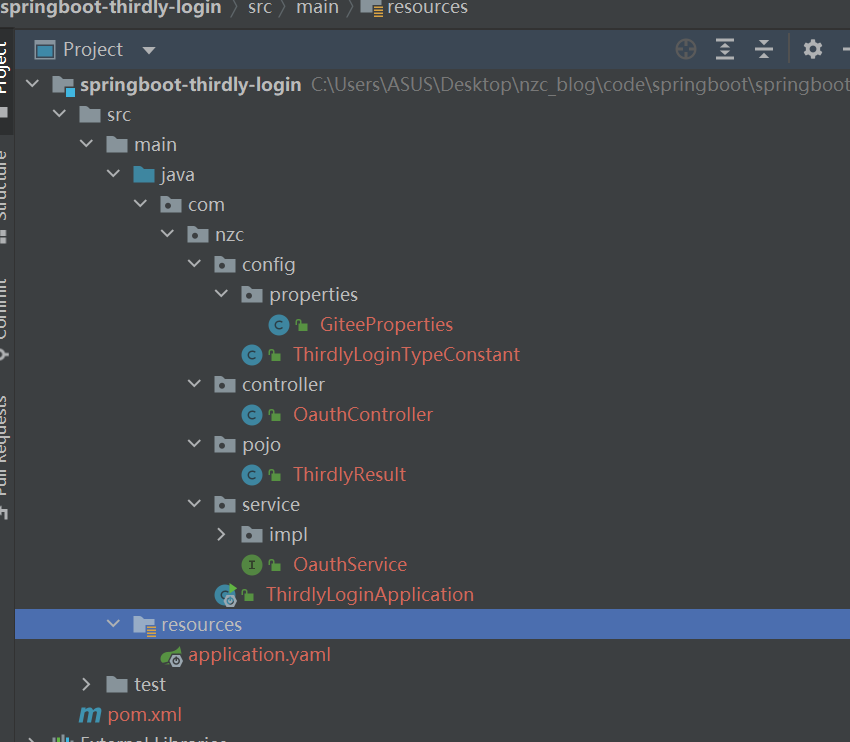 springboot-thirdly-login > src > main > resources
Project
springboot-thirdly-login C:\Users\ASUS\Desktop\nzc_blog\code\springboot\springboot
src
main
java
com
nzc
config
properties
GiteeProperties
ThirdlyLoginTypeConstant
controller
OauthController
pojo
ThirdlyResult
service
impl
OauthService
ThirdlyLoginApplication
resources
application.yaml
test
pom.xml
External Libraries
Project
Structure
Commit
Pull Requests